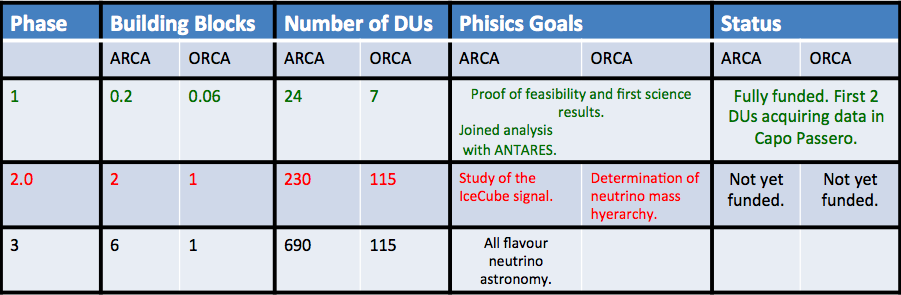 Phase Building Blocks Number of DUs Phisics Goals Status
ARCA ORCA ARCA ORCA ARCA ORCA ARCA ORCA
1 0.2 0.06 24 7
Proof of feasibility and first science
results.
Joined analysis
with ANTARES.
Fully funded. First 2
DUs acquiring data in
Capo Passero.
2.0 2 1 230 115
Study of the
IceCube signal.
Determination of
neutrino mass
hyerarchy.
Not yet
funded.
Not yet
funded.
3 6 1 690 115
All flavour
neutrino
astronomy.